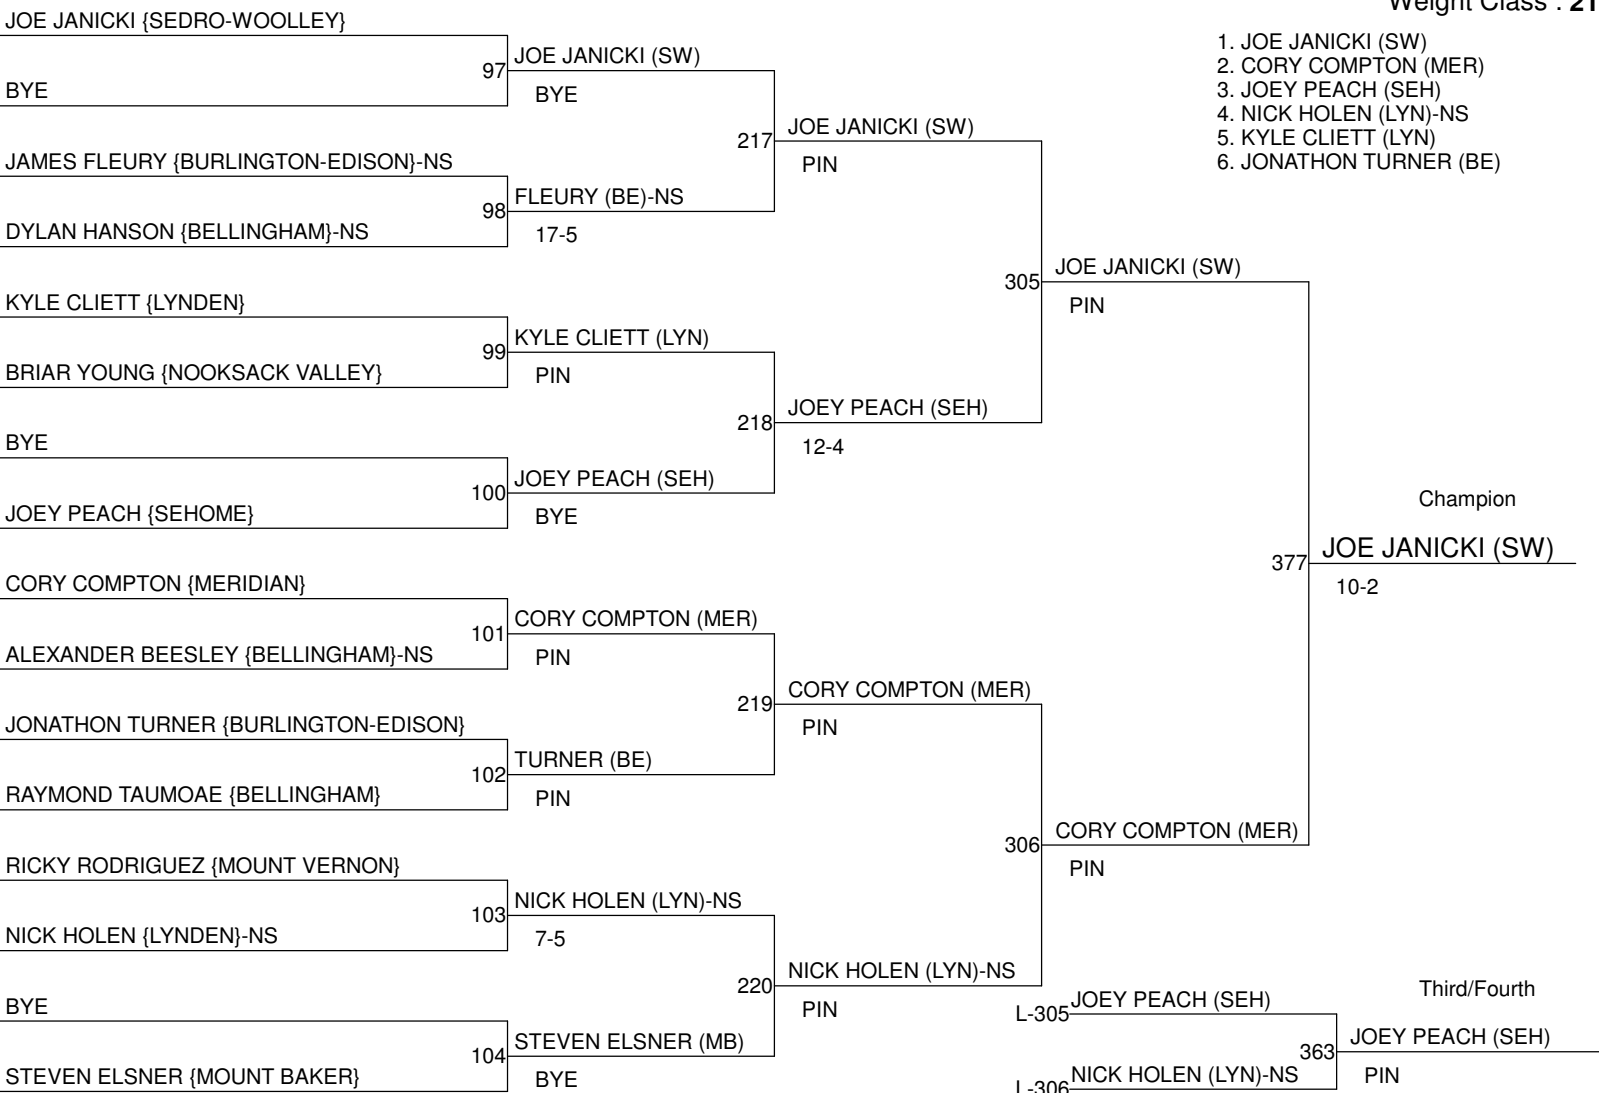 Weight Class : 21
JOE JANICKI {SEDRO-WOOLLEY}
97
BYE
JOE JANICKI (SW)
BYE
JAMES FLEURY {BURLINGTON-EDISON}-NS
98
DYLAN HANSON {BELLINGHAM}-NS
FLEURY (BE)-NS
17-5
217
JOE JANICKI (SW)
PIN
KYLE CLIETT {LYNDEN}
99
BRIAR YOUNG {NOOKSACK VALLEY}
KYLE CLIETT (LYN)
PIN
BYE
100
JOEY PEACH {SEHOME}
JOEY PEACH (SEH)
BYE
218
JOEY PEACH (SEH)
12-4
305
JOE JANICKI (SW)
PIN
CORY COMPTON {MERIDIAN}
101
ALEXANDER BEESLEY {BELLINGHAM}-NS
CORY COMPTON (MER)
PIN
JONATHON TURNER {BURLINGTON-EDISON}
102
RAYMOND TAUMOAE {BELLINGHAM}
TURNER (BE)
PIN
219
CORY COMPTON (MER)
PIN
RICKY RODRIGUEZ {MOUNT VERNON}
103
NICK HOLEN {LYNDEN}-NS
NICK HOLEN (LYN)-NS
7-5
BYE
104
STEVEN ELSNER {MOUNT BAKER}
STEVEN ELSNER (MB)
BYE
220
NICK HOLEN (LYN)-NS
PIN
306
CORY COMPTON (MER)
PIN
377
Champion
JOE JANICKI (SW)
10-2
1. JOE JANICKI (SW)
2. CORY COMPTON (MER)
3. JOEY PEACH (SEH)
4. NICK HOLEN (LYN)-NS
5. KYLE CLIETT (LYN)
6. JONATHON TURNER (BE)
Third/Fourth
L-305 JOEY PEACH (SEH)
363
L-306 NICK HOLEN (LYN)-NS
JOEY PEACH (SEH)
PIN